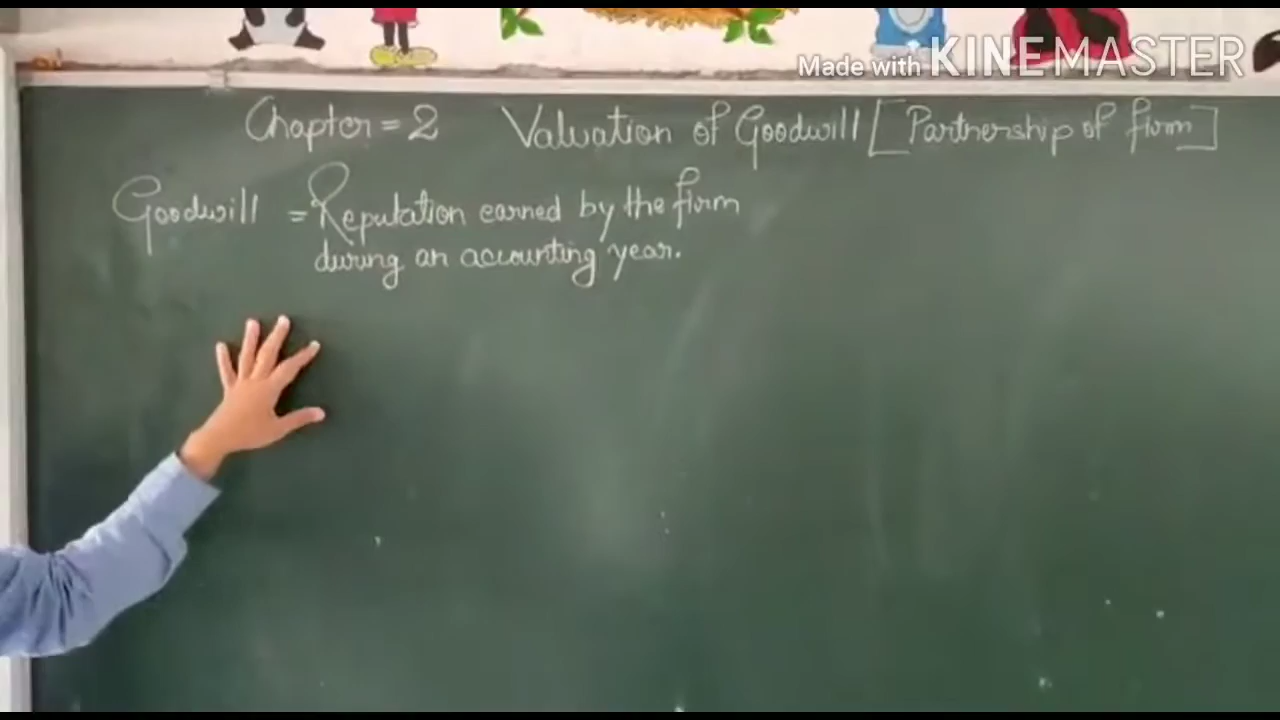 Made with KINEMASTER
Chapter = 2 Valuation of Goodwill [Partnership of firm]
Goodwill = Reputation earned by the firm
during an accounting year.